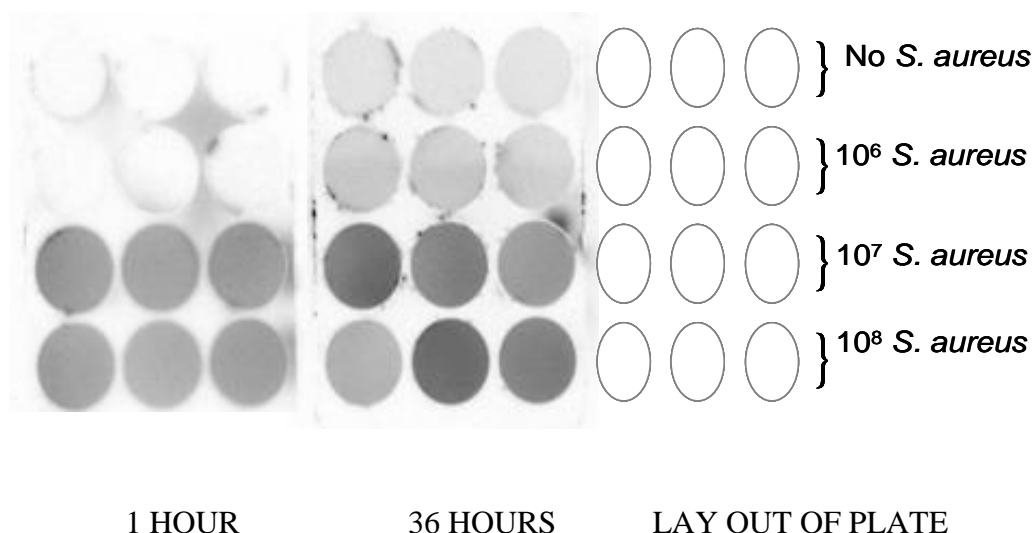 No S. aureus
10⁶ S. aureus
10⁷ S. aureus
10⁸ S. aureus
1 HOUR 36 HOURS LAY OUT OF PLATE